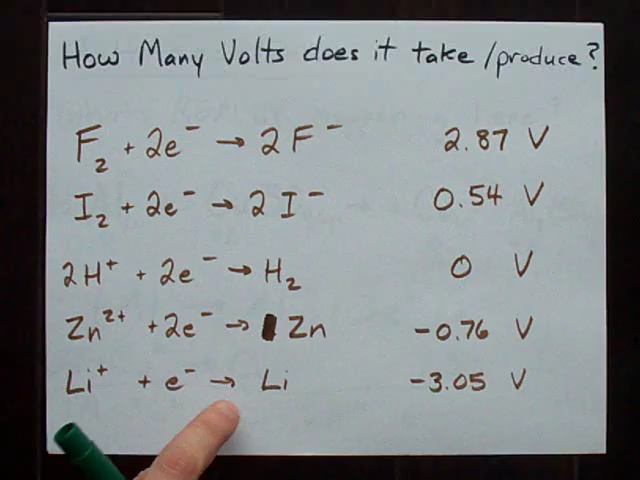 How Many Volts does it take/produce?
F₂ + 2e⁻ → 2F⁻ 2.87 V
I₂ + 2e⁻ → 2I⁻ 0.54 V
2H⁺ + 2e⁻ → H₂ 0 V
Zn²⁺ + 2e⁻ → Zn -0.76 V
Li⁺ + e⁻ → Li -3.05 V